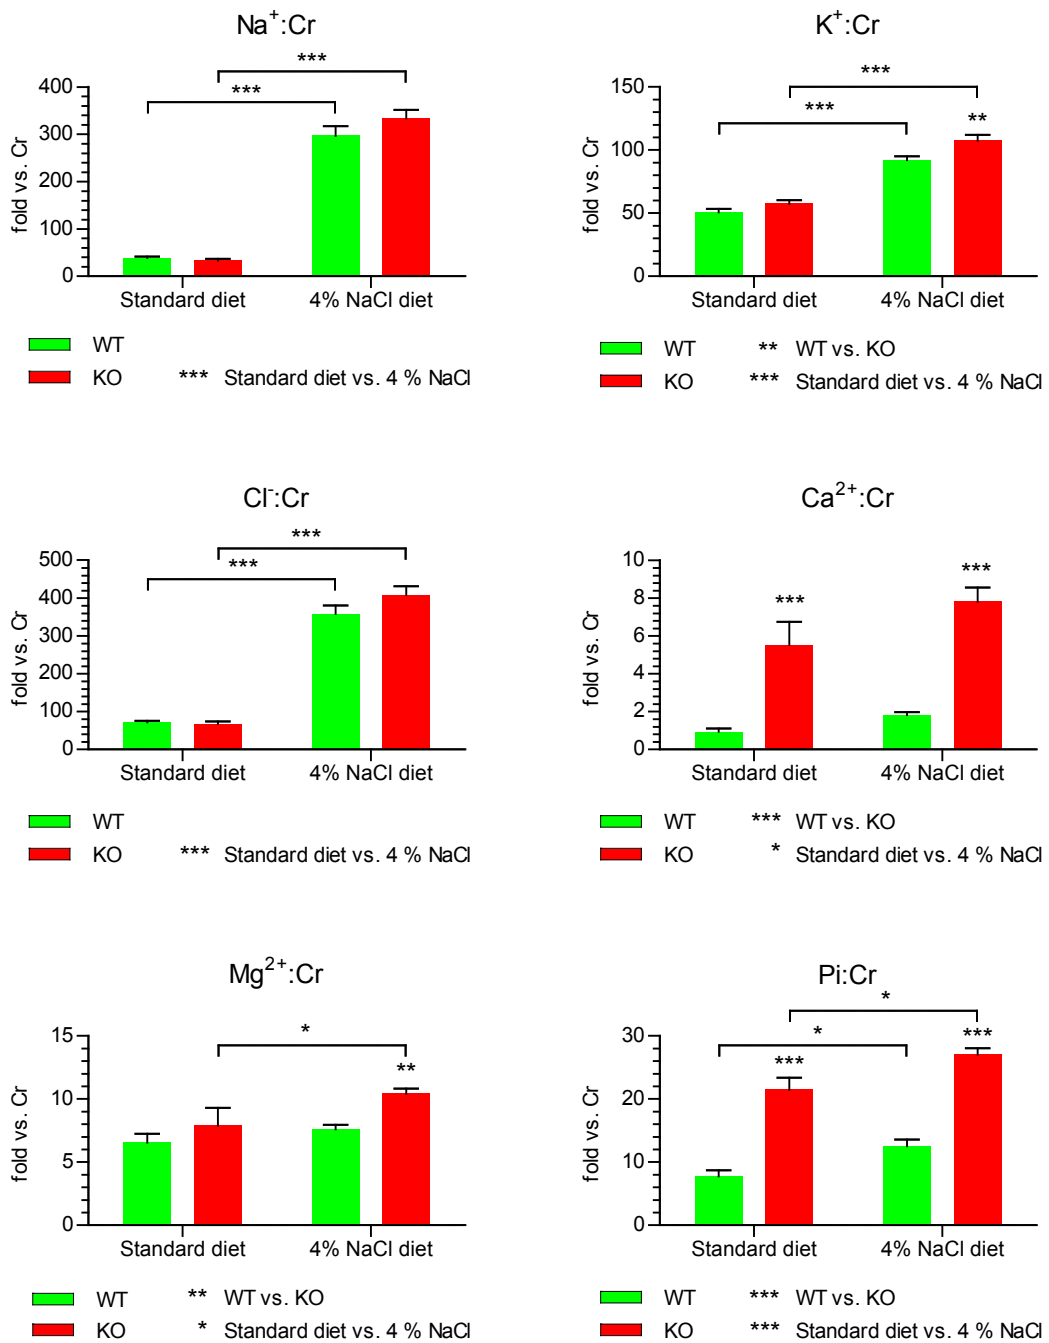 Na⁺:Cr
***
***
400
300
200
100
0
fold vs. Cr
Standard diet 4% NaCl diet
WT
KO *** Standard diet vs. 4 % NaCl
K⁺:Cr
***
***
**
150
100
50
0
fold vs. Cr
Standard diet 4% NaCl diet
WT ** WT vs. KO
KO *** Standard diet vs. 4 % NaCl
Cl⁻:Cr
***
***
500
400
300
200
100
0
fold vs. Cr
Standard diet 4% NaCl diet
WT
KO *** Standard diet vs. 4 % NaCl
Ca²⁺:Cr
***
***
10
8
6
4
2
0
fold vs. Cr
Standard diet 4% NaCl diet
WT *** WT vs. KO
KO * Standard diet vs. 4 % NaCl
Mg²⁺:Cr
*
**
15
10
5
0
fold vs. Cr
Standard diet 4% NaCl diet
WT ** WT vs. KO
KO * Standard diet vs. 4 % NaCl
Pi:Cr
*
*
***
***
30
20
10
0
fold vs. Cr
Standard diet 4% NaCl diet
WT *** WT vs. KO
KO *** Standard diet vs. 4 % NaCl